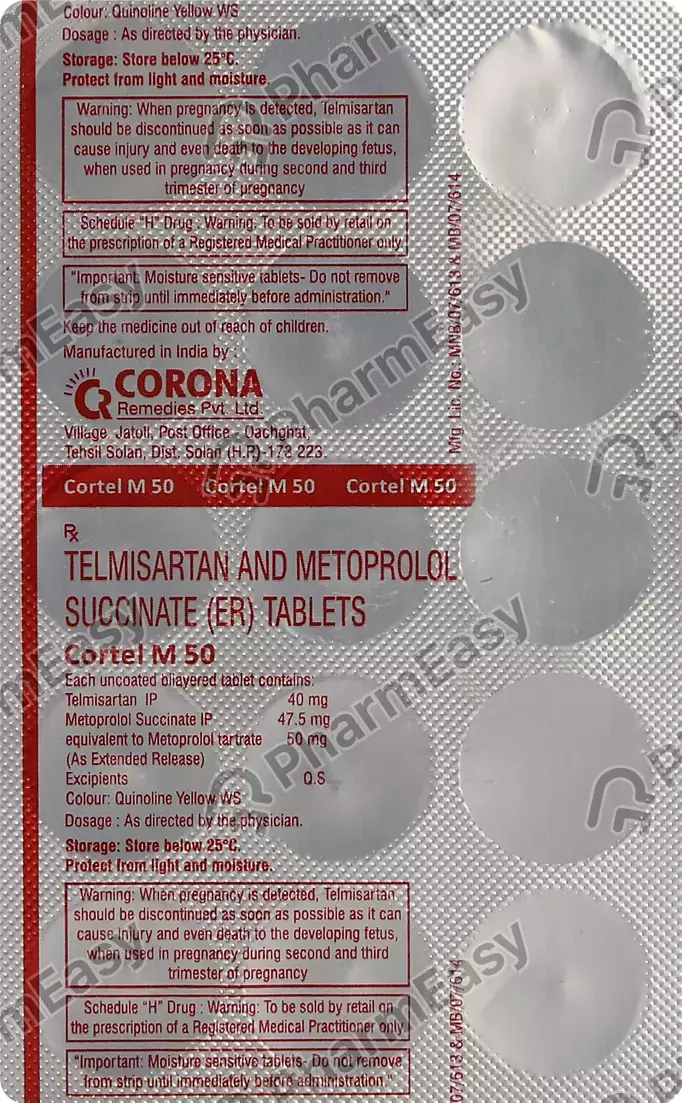 Colour: Quinoline Yellow WS
Dosage : As directed by the physician.
Storage: Store below 25°C.
Protect from light and moisture.
Warning: When pregnancy is detected, Telmisartan
should be discontinued as soon as possible as it can
cause injury and even death to the developing fetus,
when used in pregnancy during second and third
trimester of pregnancy
Schedule "H" Drug : Warning: To be sold by retail on
the prescription of a Registered Medical Practitioner only
"Important: Moisture sensitive tablets- Do not remove
from strip until immediately before administration."
Keep the medicine out of reach of children.
Manufactured in India by :
CR CORONA
Remedies Pvt. Ltd.
Village Jatoli, Post Office - Oachghat,
Tehsil Solan, Dist. Solan (H.P.)-173 223.
Mfg Lic. No.: MNB/07/613 & MB/07/614
Cortel M 50 Cortel M 50 Cortel M 50
Rx
TELMISARTAN AND METOPROLOL
SUCCINATE (ER) TABLETS
Cortel M 50
Each uncoated bilayered tablet contains:
Telmisartan IP 40 mg
Metoprolol Succinate IP 47.5 mg
equivalent to Metoprolol tartrate 50 mg
(As Extended Release)
Excipients Q.S
Colour: Quinoline Yellow WS
Dosage : As directed by the physician.
Storage: Store below 25°C.
Protect from light and moisture.
Warning: When pregnancy is detected, Telmisartan
should be discontinued as soon as possible as it can
cause injury and even death to the developing fetus,
when used in pregnancy during second and third
trimester of pregnancy
Schedule "H" Drug : Warning: To be sold by retail on
the prescription of a Registered Medical Practitioner only
"Important: Moisture sensitive tablets- Do not remove
from strip until immediately before administration."
07/613 & MB/07/614
PharmEasy
PharmEasy
PharmEasy
PharmEasy
PharmEasy